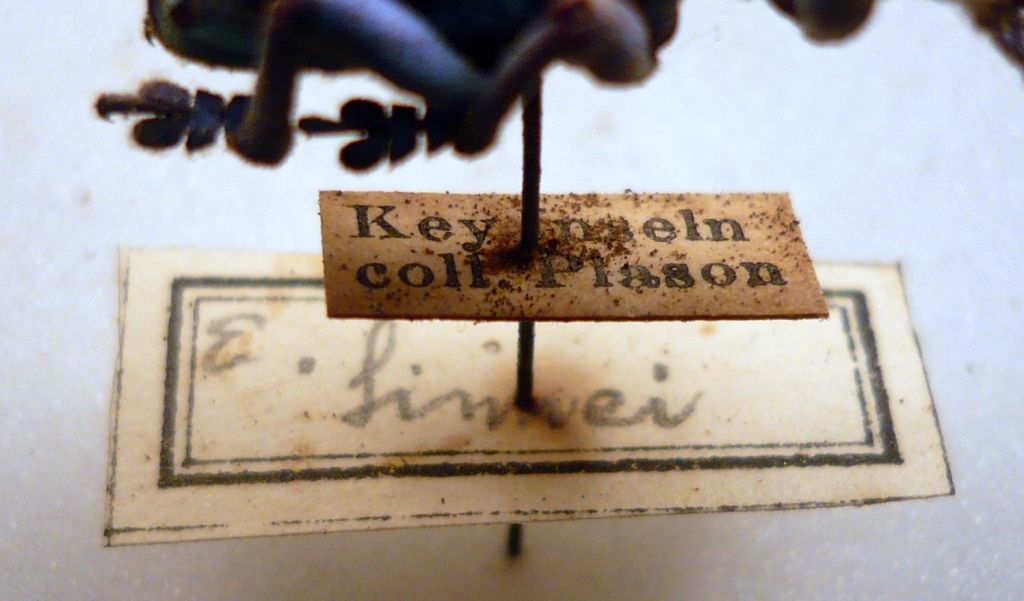 Key Inseln
coll. Plason
E. linnei